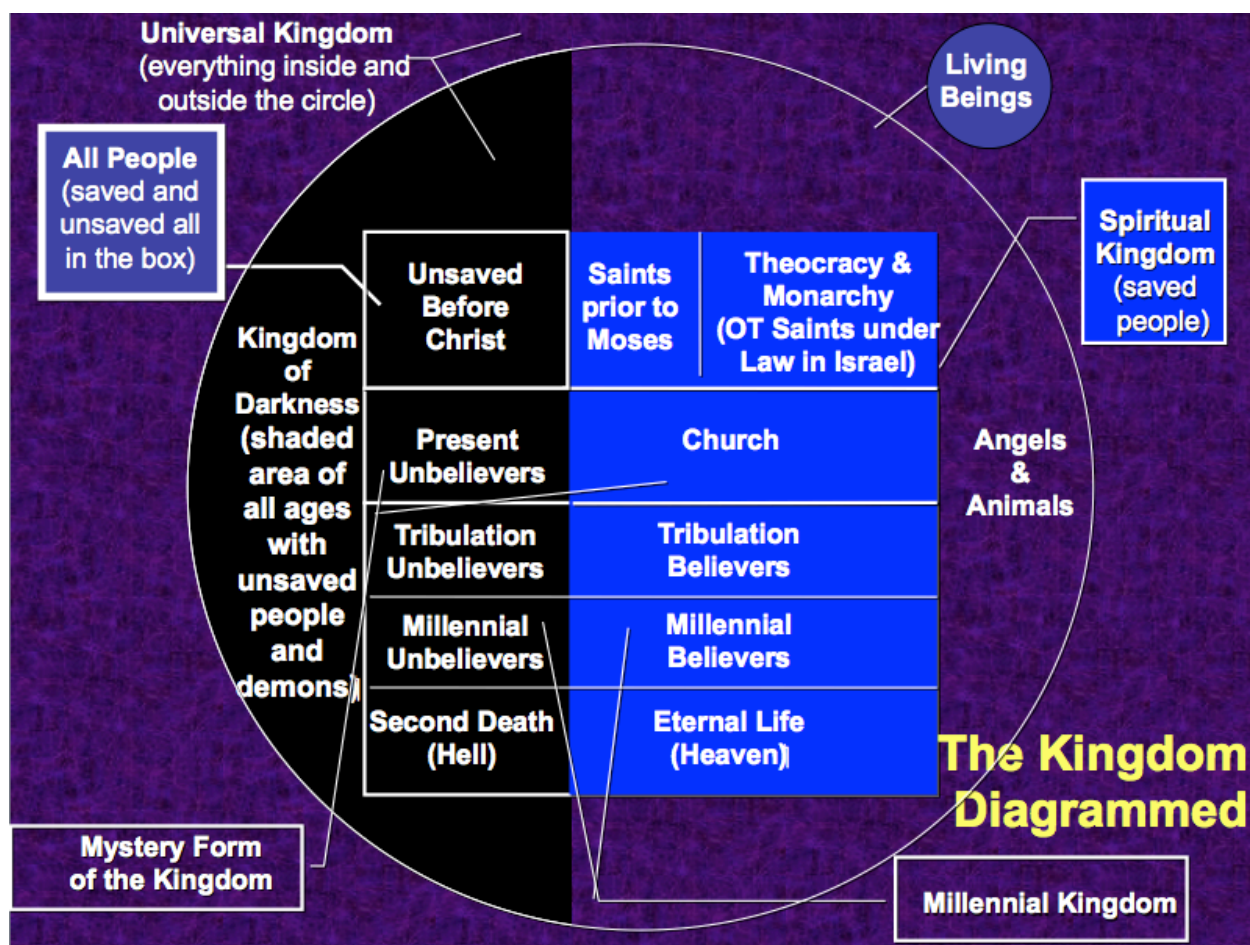 Universal Kingdom
(everything inside and
outside the circle)
Living
Beings
All People
(saved and
unsaved all
in the box)
Spiritual
Kingdom
(saved
people)
Unsaved
Before
Christ
Saints
prior to
Moses
Theocracy &
Monarchy
(OT Saints under
Law in Israel)
Kingdom
of
Darkness
(shaded
area of
all ages
with
unsaved
people
and
demons)
Present
Unbelievers
Church
Angels
&
Animals
Tribulation
Unbelievers
Tribulation
Believers
Millennial
Unbelievers
Millennial
Believers
Second Death
(Hell)
Eternal Life
(Heaven)
The Kingdom
Diagrammed
Mystery Form
of the Kingdom
Millennial Kingdom